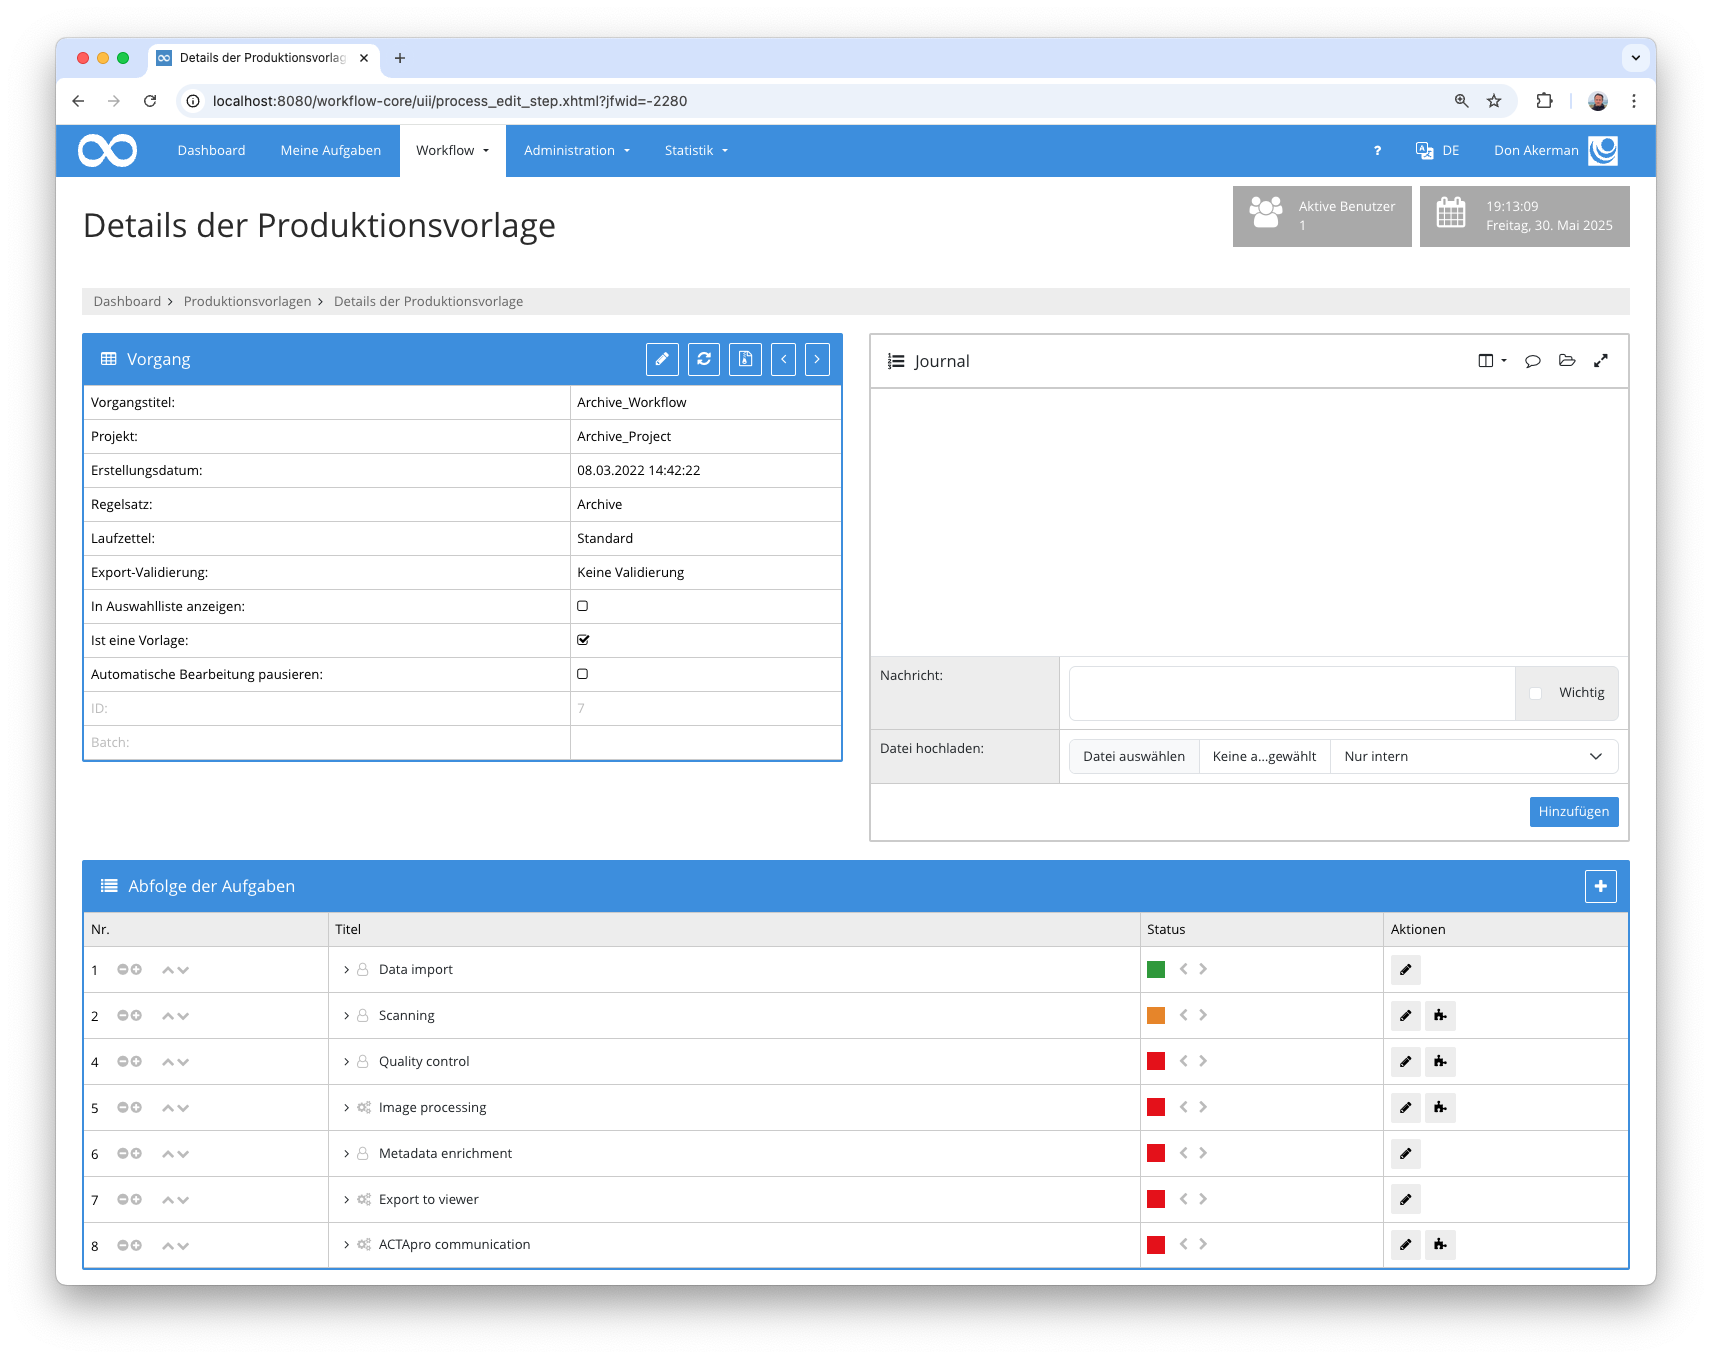 Details der Produktionsvorlag
localhost:8080/workflow-core/uii/process_edit_step.xhtml?jfwid=-2280
Dashboard Meine Aufgaben Workflow Administration Statistik ? DE Don Akerman
Details der Produktionsvorlage
Aktive Benutzer
1
19:13:09
Freitag, 30. Mai 2025
Dashboard > Produktionsvorlagen > Details der Produktionsvorlage
Vorgang
Vorgangstitel: Archive_Workflow
Projekt: Archive_Project
Erstellungsdatum: 08.03.2022 14:42:22
Regelsatz: Archive
Laufzettel: Standard
Export-Validierung: Keine Validierung
In Auswahlliste anzeigen:
Ist eine Vorlage:
Automatische Bearbeitung pausieren:
ID: 7
Batch:
Journal
Nachricht:
Wichtig
Datei hochladen:
Datei auswählen Keine a...gewählt Nur intern
Hinzufügen
Abfolge der Aufgaben
Nr. Titel Status Aktionen
1 Data import
2 Scanning
4 Quality control
5 Image processing
6 Metadata enrichment
7 Export to viewer
8 ACTApro communication